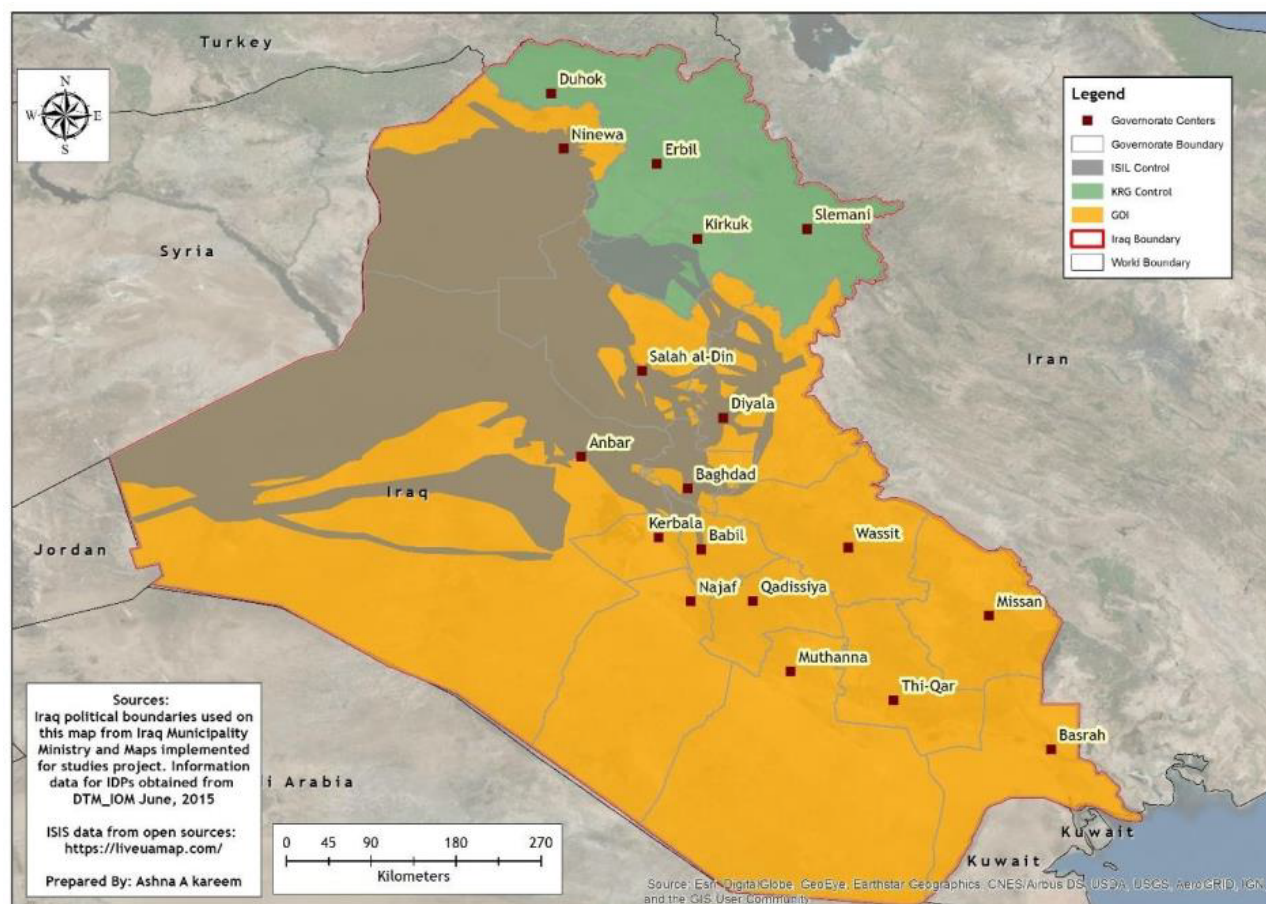 Turkey
N
W E
S
Duhok
Ninewa
Erbil
Kirkuk
Slemani
Syria
Legend
Governorate Centers
Governorate Boundary
ISIL Control
KRG Control
GOI
Iraq Boundary
World Boundary
Salah al-Din
Iran
Diyala
Anbar
Baghdad
Iraq
Kerbala
Babil
Wassit
Jordan
Najaf
Qadissiya
Missan
Muthanna
Thi-Qar
Basrah
Sources:
Iraq political boundaries used on
this map from Iraq Municipality
Ministry and Maps implemented
for studies project. Information
data for IDPs obtained from
DTM_IOM June, 2015
ISIS data from open sources:
https://liveuamap.com/
Prepared By: Ashna A kareem
di Arabia
0 45 90 180 270
Kilometers
Kuwait
Kuwait
Source: Esri, DigitalGlobe, GeoEye, Earthstar Geographics, CNES/Airbus DS, USDA, USGS, AeroGRID, IGN,
and the GIS User Community